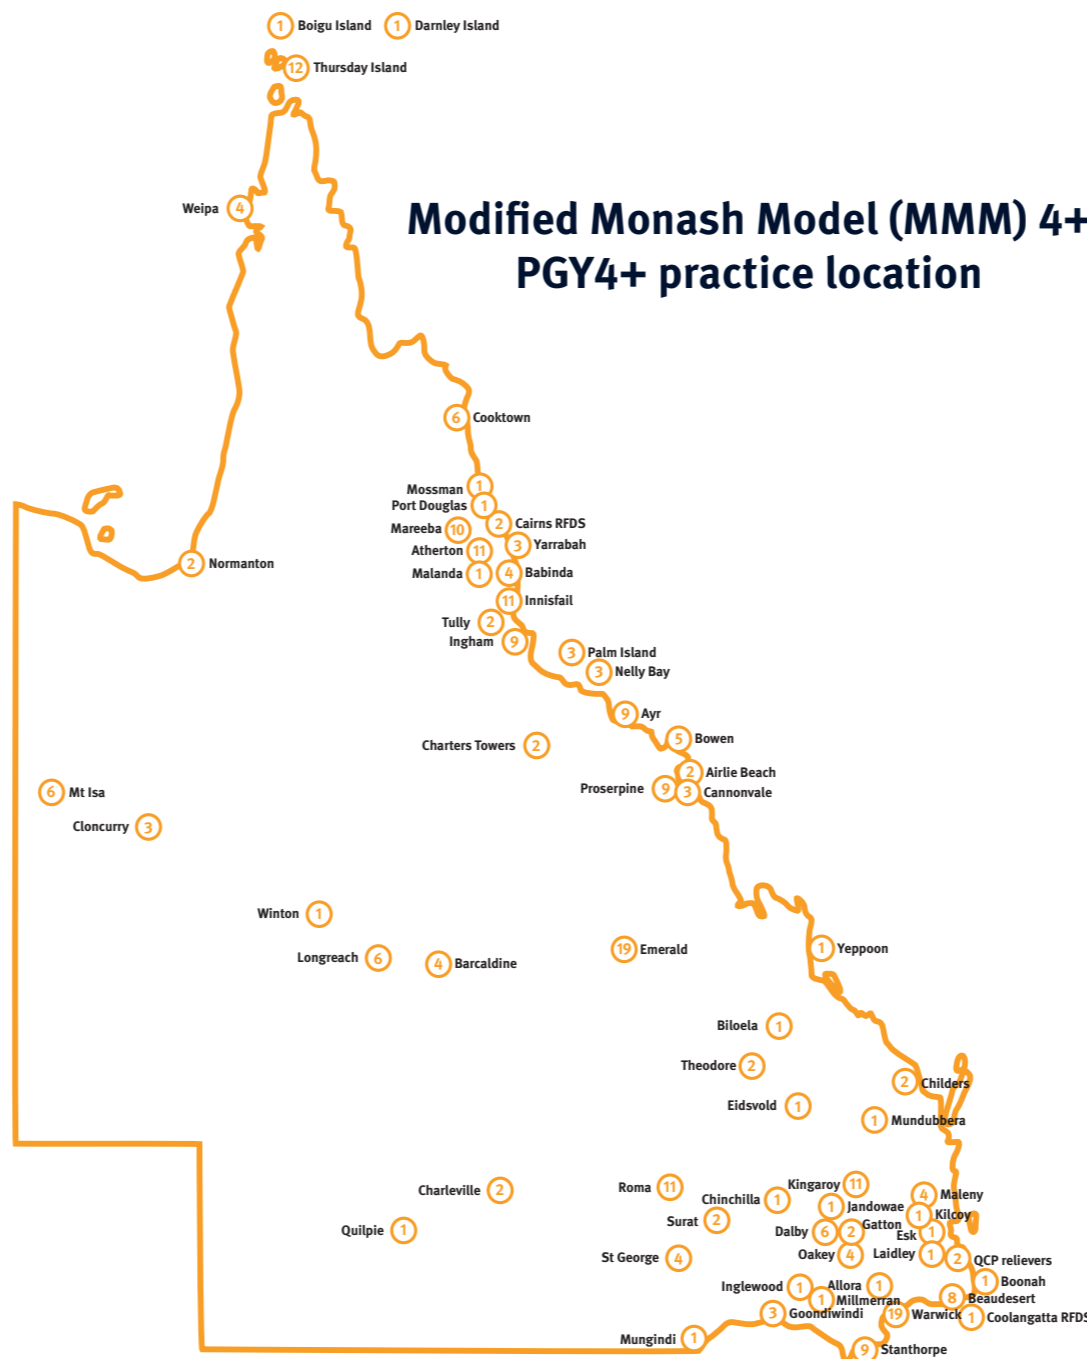 1 Boigu Island
1 Darnley Island
12 Thursday Island
Weipa 4
Modified Monash Model (MMM) 4+
PGY4+ practice location
6 Cooktown
Mossman 1
Port Douglas 1
2 Cairns RFDS
Mareeba 10
3 Yarrabah
Atherton 11
Malanda 1
4 Babinda
11 Innisfail
Tully 2
Ingham 9
2 Normanton
3 Palm Island
3 Nelly Bay
9 Ayr
5 Bowen
Charters Towers 2
2 Airlie Beach
Proserpine 9
3 Cannonvale
6 Mt Isa
Cloncurry 3
Winton 1
Longreach 6
4 Barcaldine
19 Emerald
1 Yeppoon
Biloela 1
Theodore 2
2 Childers
Eidsvold 1
1 Mundubbera
Charleville 2
Roma 11
Kingaroy 11
Chinchilla 1
4 Maleny
1 Jandowae
1 Kilcoy
Surat 2
Quilpie 1
Dalby 6
2 Gatton
Esk 1
St George 4
Oakey 4
Laidley 1
2 QCP relievers
1 Boonah
Inglewood 1
Allora 1
1 Millmerran
8 Beaudesert
3 Goondiwindi
19 Warwick
1 Coolangatta RFDS
Mungindi 1
9 Stanthorpe